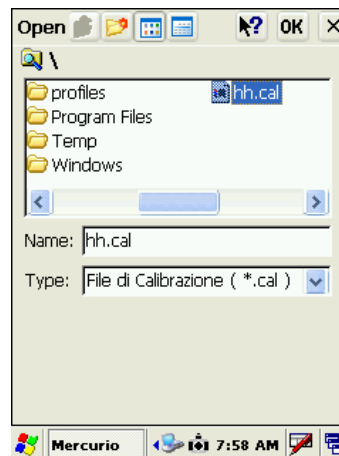 Open OK
\
profiles hh.cal
Program Files
Temp
Windows
Name: hh.cal
Type: File di Calibrazione ( *.cal )
Mercurio 7:58 AM